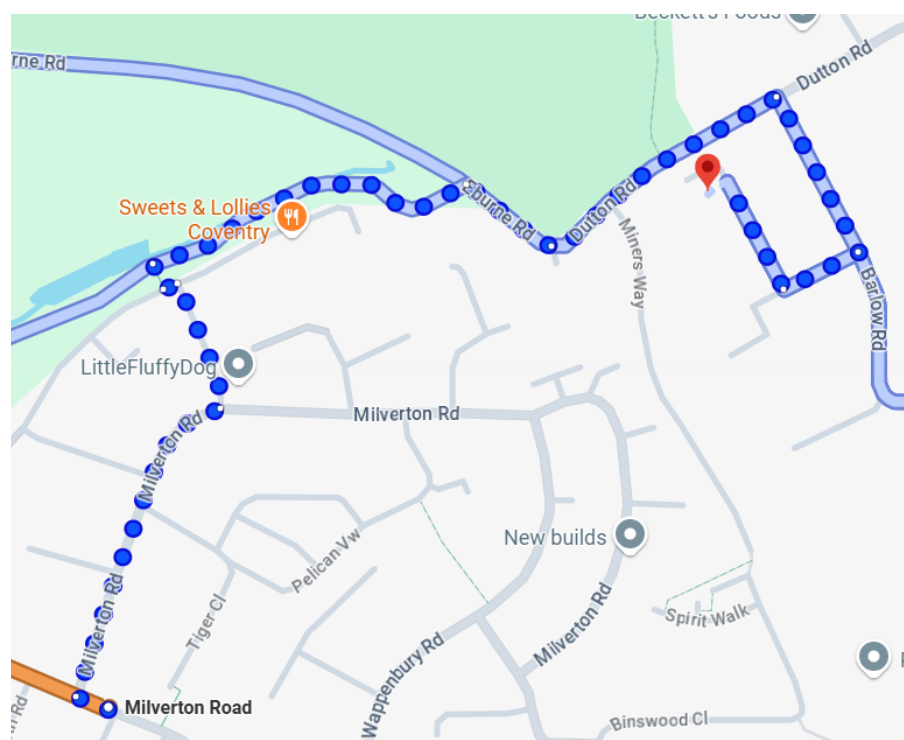 rne Rd
Beckett's Foods
Dutton Rd
Sweets & Lollies
Coventry
Eburne Rd
Dutton Rd
Miners Way
Barlow Rd
LittleFluffyDog
Milverton Rd
Milverton Rd
New builds
Pelican Vw
Tiger Cl
Milverton Rd
Milverton Rd
Spirit Walk
Wappenbury Rd
Milverton Road
Binswood Cl